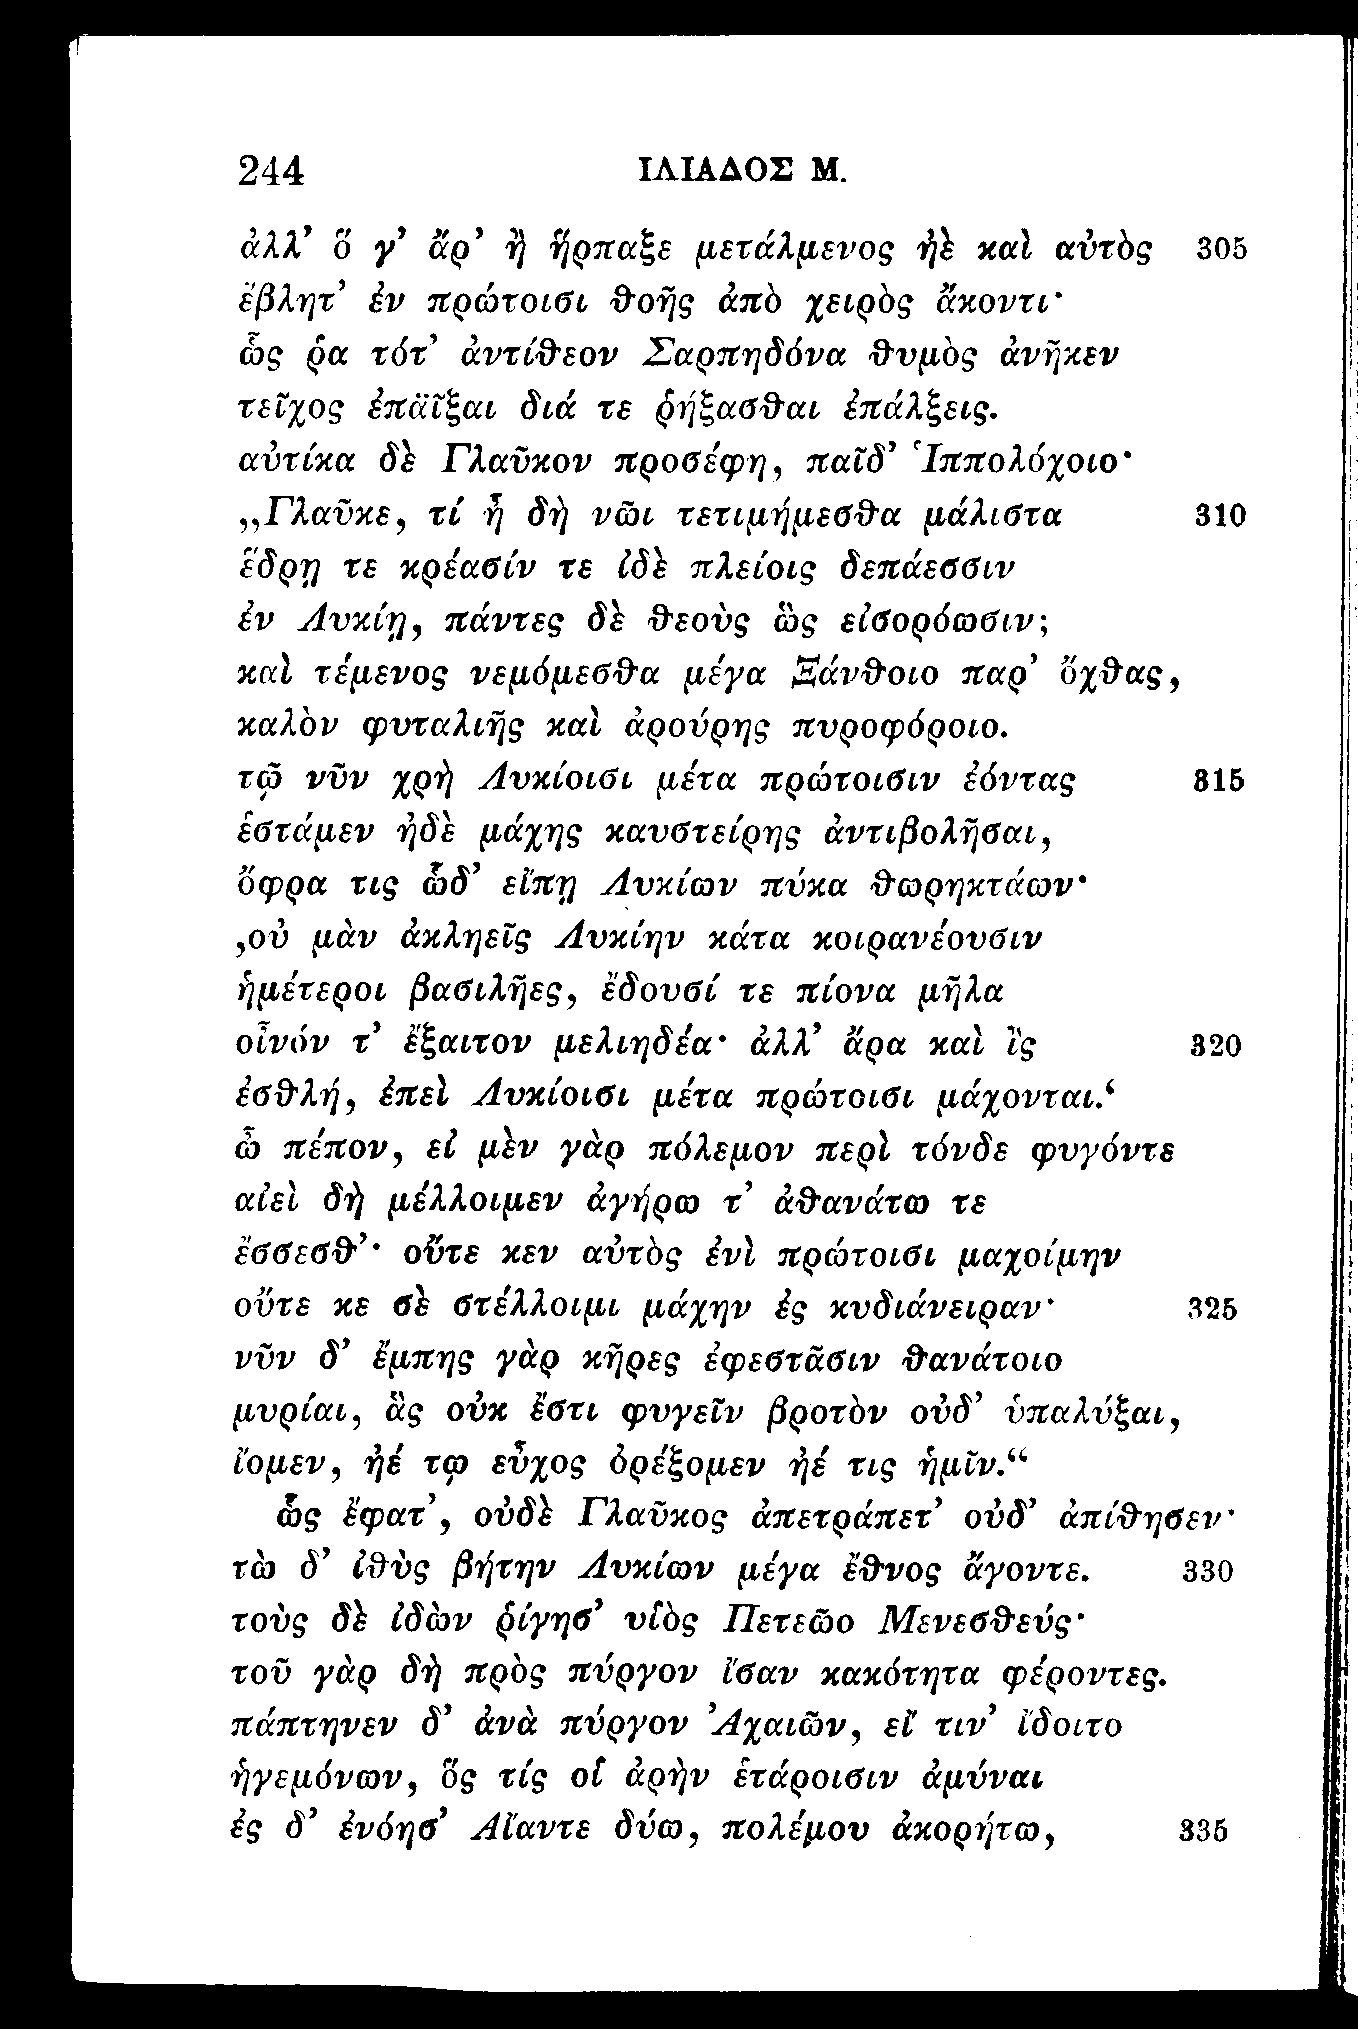 244 ΙΛΙΑΔΟΣ Μ.
ἀλλ’ ὅ γ’ ἄρ’ ἢ ἥρπαξε μετάλμενος ἠὲ καὶ αὐτὸς 305
ἔβλητ’ ἐν πρώτοισι ϑοῆς ἀπὸ χειρὸς ἄκοντι·
ὥς ῥα τότ’ ἀντίϑεον Σαρπηδόνα ϑυμὸς ἀνῆκεν
τεῖχος ἐπαῖξαι διά τε ῥήξασϑαι ἐπάλξεις.
αὐτίκα δὲ Γλαῦκον προσέφη, παῖδ’ Ἱππολόχοιο·
„Γλαῦκε, τί ἦ δὴ νῶι τετιμήμεσϑα μάλιστα 310
ἕδρῃ τε κρέασίν τε ἰδὲ πλείοις δεπάεσσιν
ἐν Λυκίῃ, πάντες δὲ ϑεοὺς ὣς εἰσορόωσιν;
καὶ τέμενος νεμόμεσϑα μέγα Ξάνϑοιο παρ’ ὄχϑας,
καλὸν φυταλιῆς καὶ ἀρούρης πυροφόροιο.
τῷ νῦν χρὴ Λυκίοισι μέτα πρώτοισιν ἐόντας 315
ἑστάμεν ἠδὲ μάχης καυστείρης ἀντιβολῆσαι,
ὄφρα τις ὧδ’ εἴπῃ Λυκίων πύκα ϑωρηκτάων·
‚οὐ μὰν ἀκληεῖς Λυκίην κάτα κοιρανέουσιν
ἡμέτεροι βασιλῆες, ἔδουσί τε πίονα μῆλα
οἶνόν τ’ ἔξαιτον μελιηδέα· ἀλλ’ ἄρα καὶ ἲς 320
ἐσϑλή, ἐπεὶ Λυκίοισι μέτα πρώτοισι μάχονται.‘
ὦ πέπον, εἰ μὲν γὰρ πόλεμον περὶ τόνδε φυγόντε
αἰεὶ δὴ μέλλοιμεν ἀγήρω τ’ ἀϑανάτω τε
ἔσσεσϑ’· οὔτε κεν αὐτὸς ἐνὶ πρώτοισι μαχοίμην
οὔτε κε σὲ στέλλοιμι μάχην ἐς κυδιάνειραν· 325
νῦν δ’ ἔμπης γὰρ κῆρες ἐφεστᾶσιν ϑανάτοιο
μυρίαι, ἃς οὐκ ἔστι φυγεῖν βροτὸν οὐδ’ ὑπαλύξαι,
ἴομεν, ἠέ τῳ εὖχος ὀρέξομεν ἠέ τις ἡμῖν.“
ὣς ἔφατ’, οὐδὲ Γλαῦκος ἀπετράπετ’ οὐδ’ ἀπίϑησεν·
τὼ δ’ ἰϑὺς βήτην Λυκίων μέγα ἔϑνος ἄγοντε. 330
τοὺς δὲ ἰδὼν ῥίγησ’ υἱὸς Πετεῶο Μενεσϑεύς·
τοῦ γὰρ δὴ πρὸς πύργον ἴσαν κακότητα φέροντες.
πάπτηνεν δ’ ἀνὰ πύργον Ἀχαιῶν, εἴ τιν’ ἴδοιτο
ἡγεμόνων, ὅς τίς οἱ ἀρὴν ἑτάροισιν ἀμύναι
ἐς δ’ ἐνόησ’ Αἴαντε δύω, πολέμου ἀκορήτω, 335